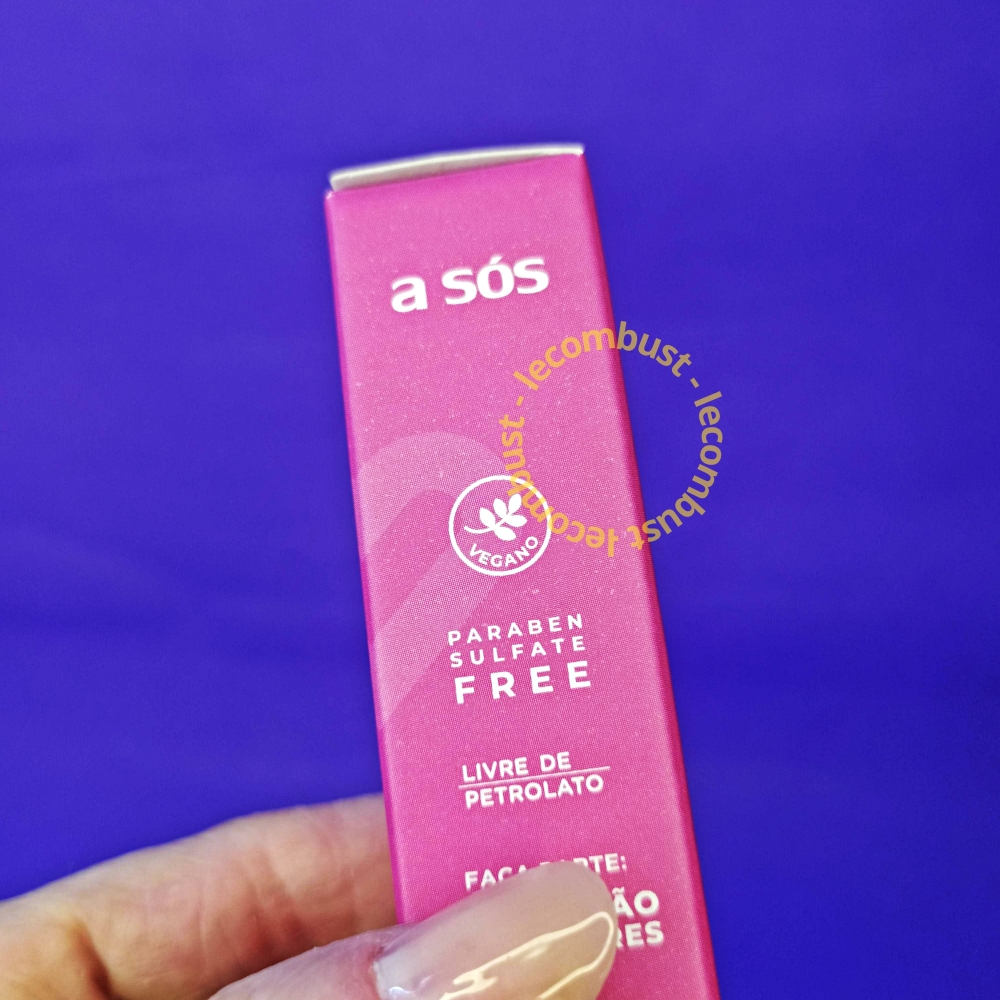 a sós
lecombust - lecombust - lecombust - lecombust -
VEGANO
PARABEN
SULFATE
FREE
LIVRE DE
PETROLATO